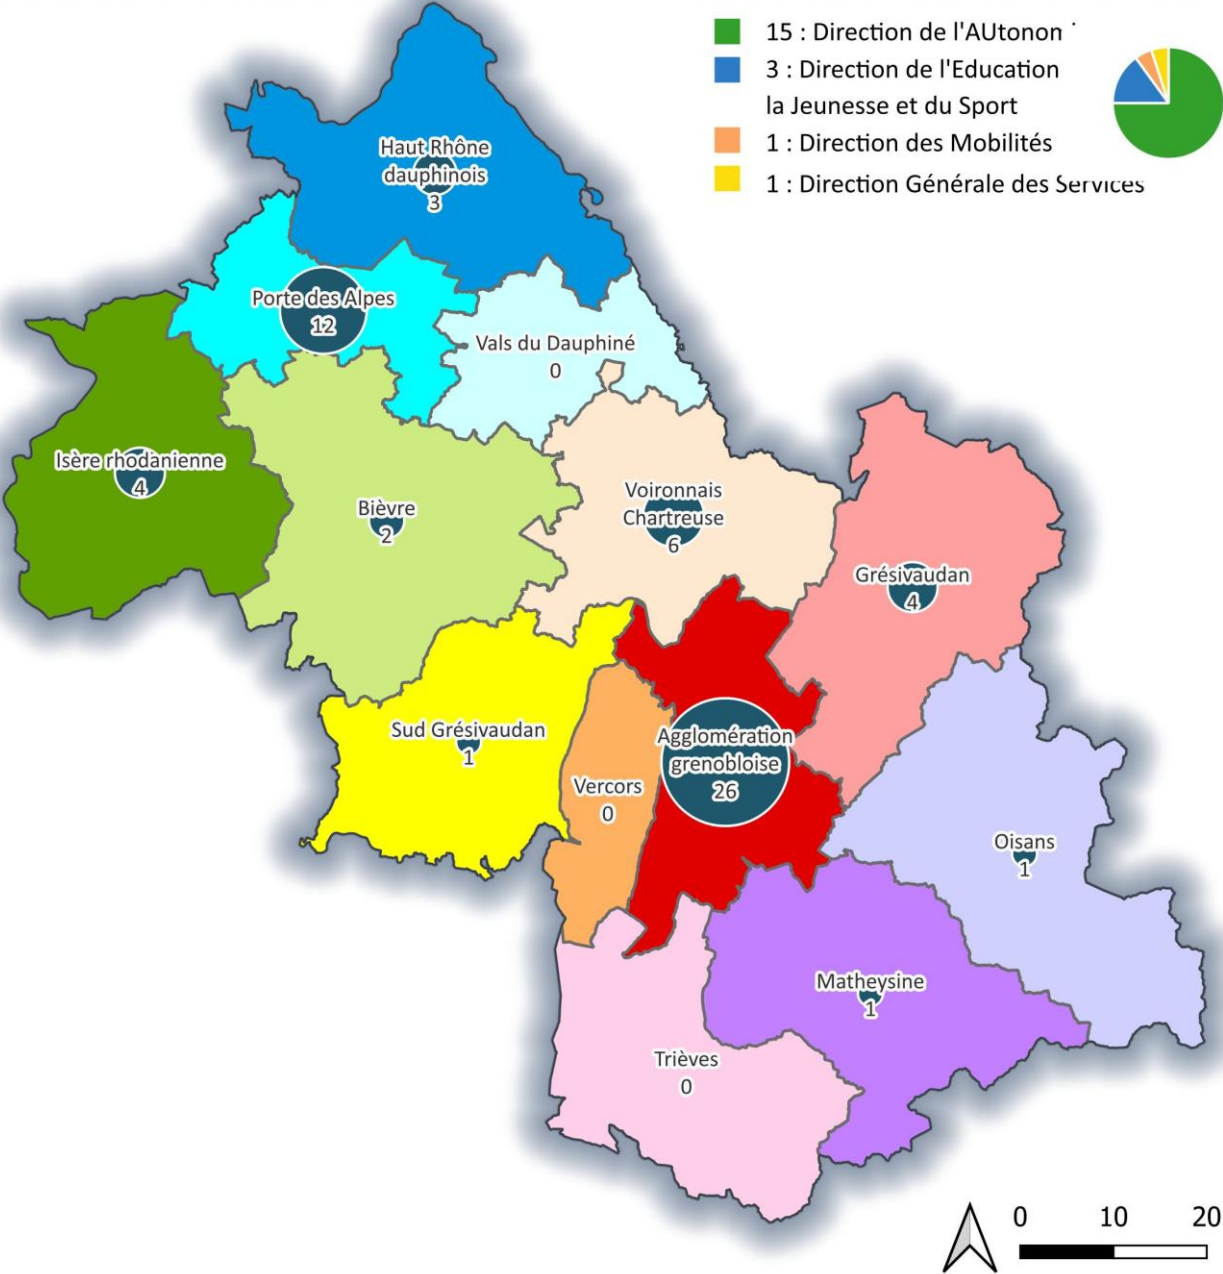 15 : Direction de l'AUtonon
3 : Direction de l'Education
la Jeunesse et du Sport
1 : Direction des Mobilités
1 : Direction Générale des Services
Haut Rhône
dauphinois
3
Porte des Alpes
12
Vals du Dauphiné
0
Isère rhodanienne
4
Bièvre
2
Voironnais
Chartreuse
6
Grésivaudan
4
Sud Grésivaudan
1
Vercors
0
Agglomération
grenobloise
26
Oisans
1
Matheysine
1
Trièves
0
0 10 20